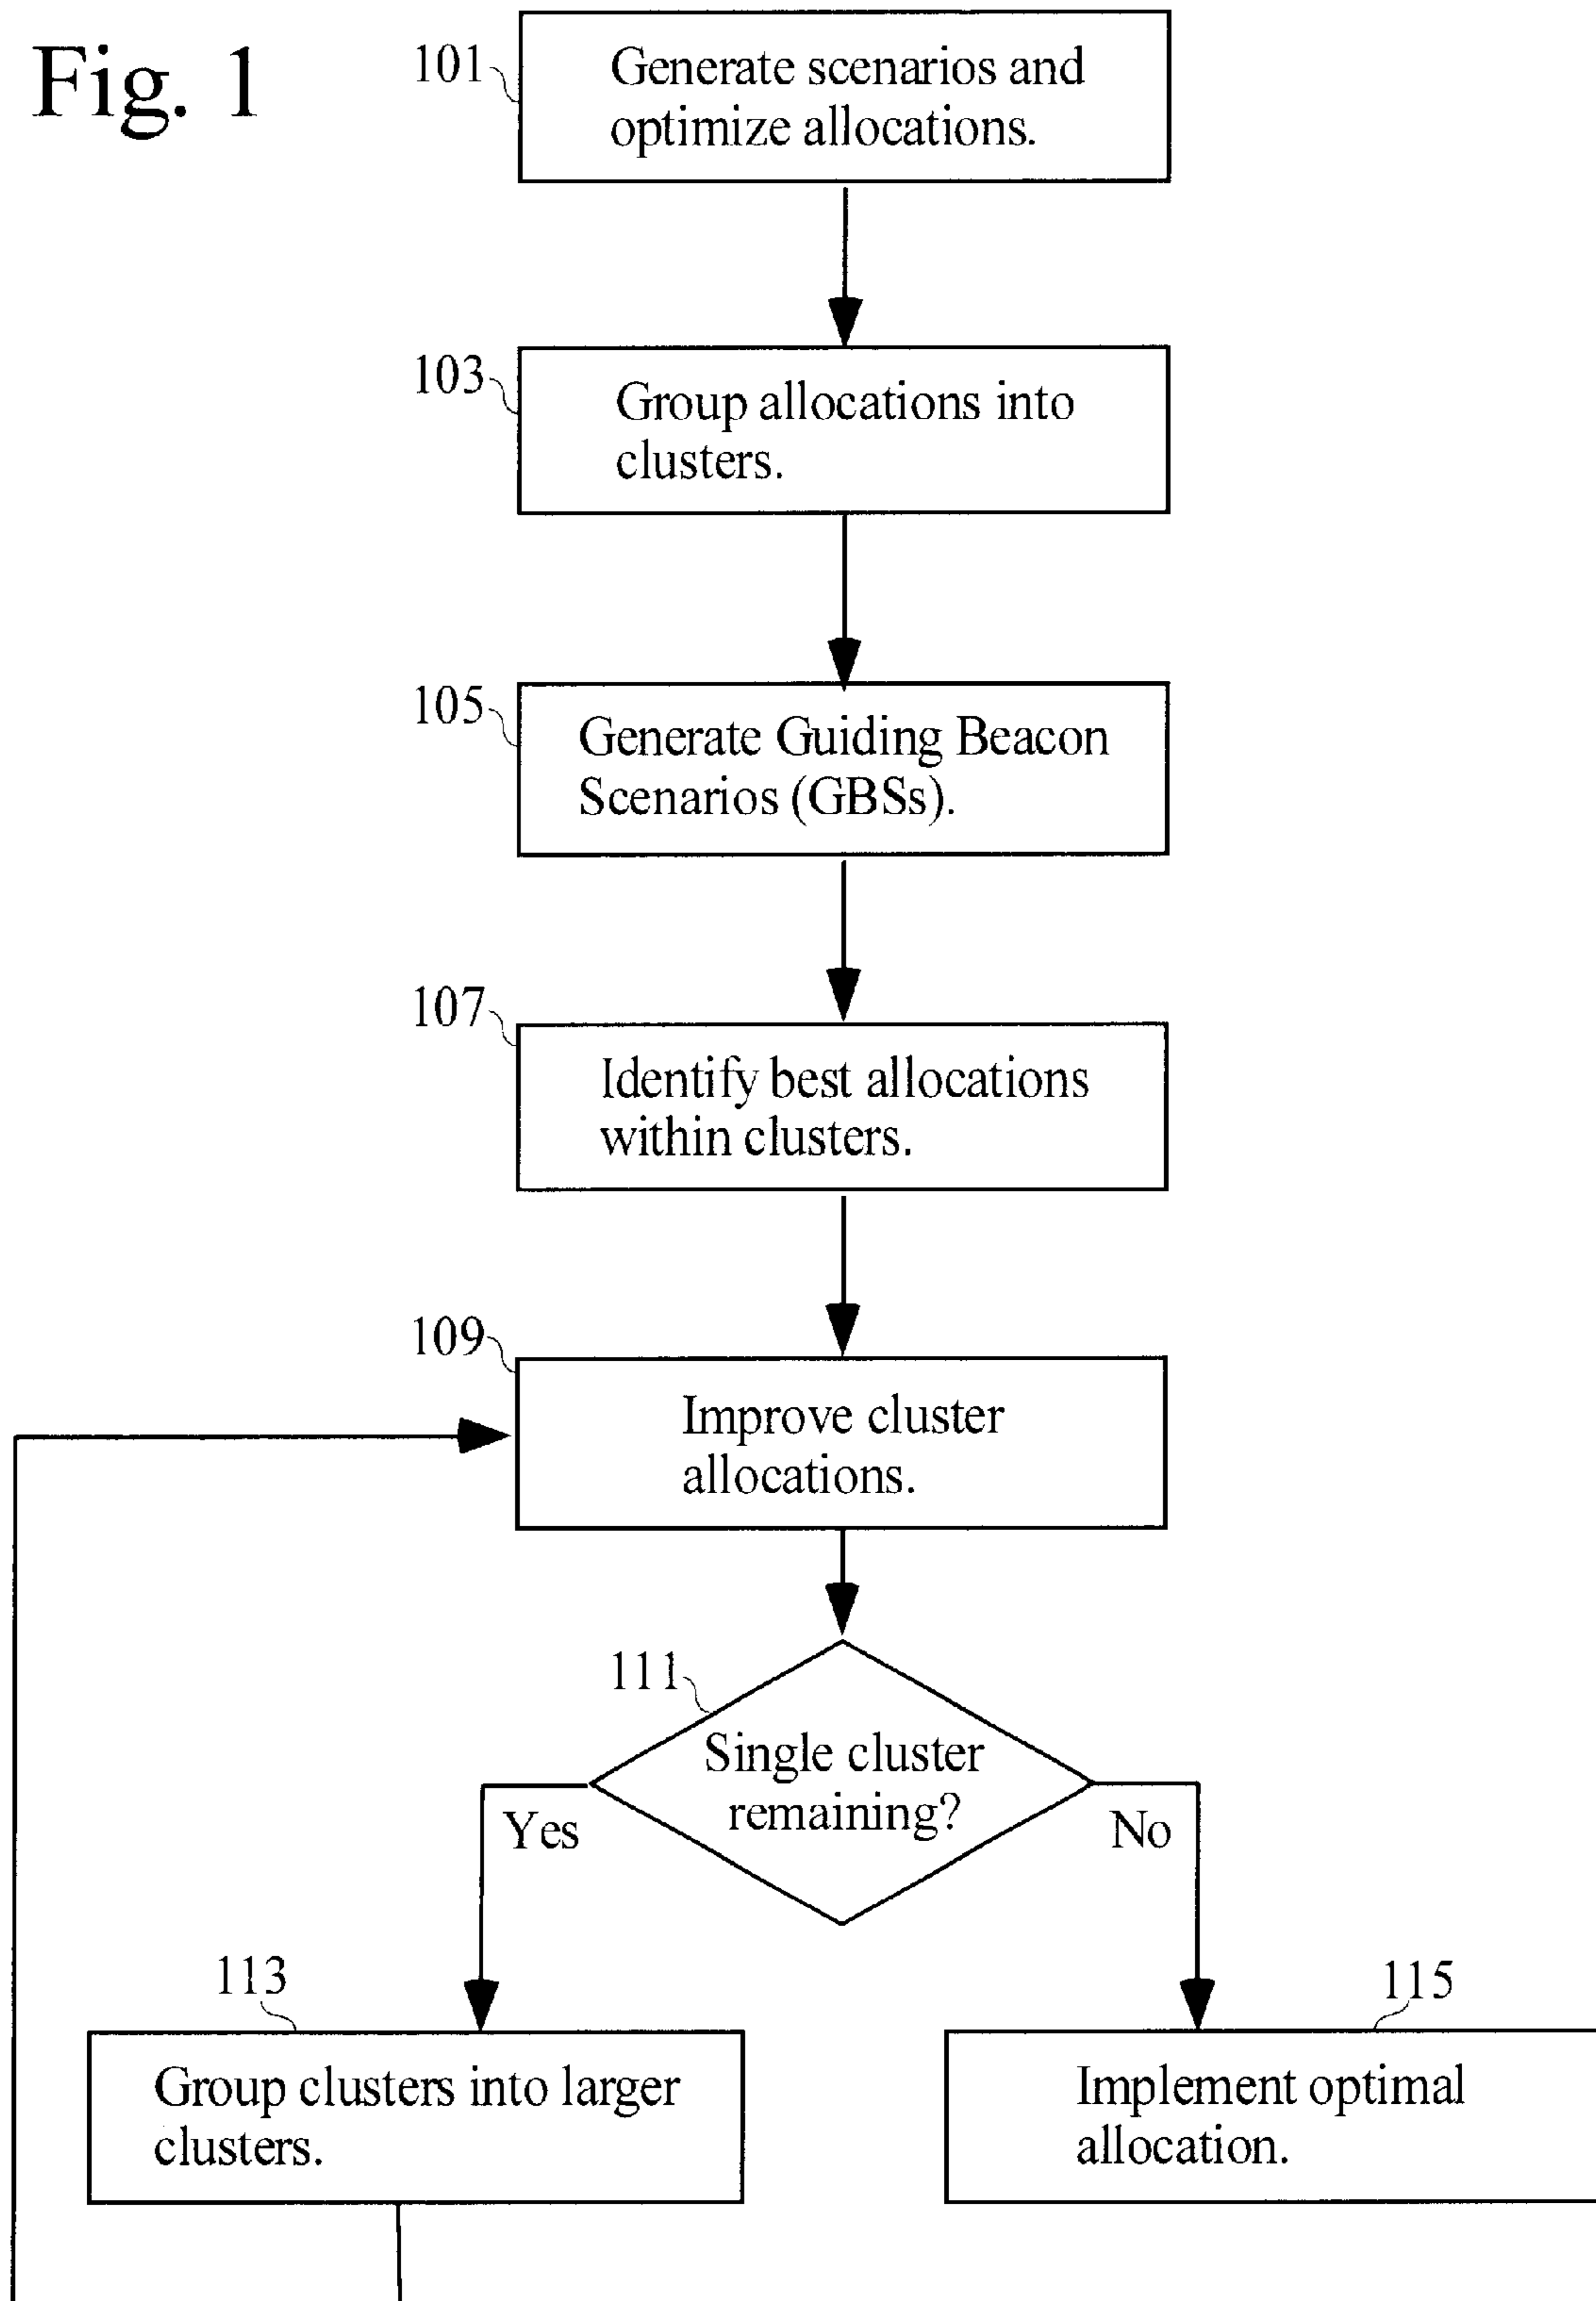 Fig. 1
101
Generate scenarios and
optimize allocations.
103
Group allocations into
clusters.
105
Generate Guiding Beacon
Scenarios (GBSs).
107
Identify best allocations
within clusters.
109
Improve cluster
allocations.
111
Single cluster
remaining?
Yes
No
113
Group clusters into larger
clusters.
115
Implement optimal
allocation.